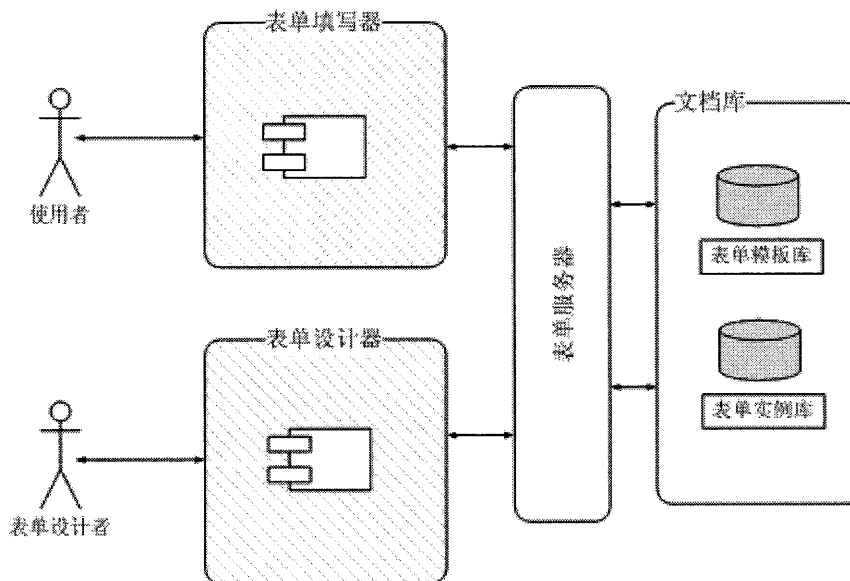 表单填写器
文档库
使用者
表单模板库
表单服务器
表单设计器
表单实例库
表单设计者